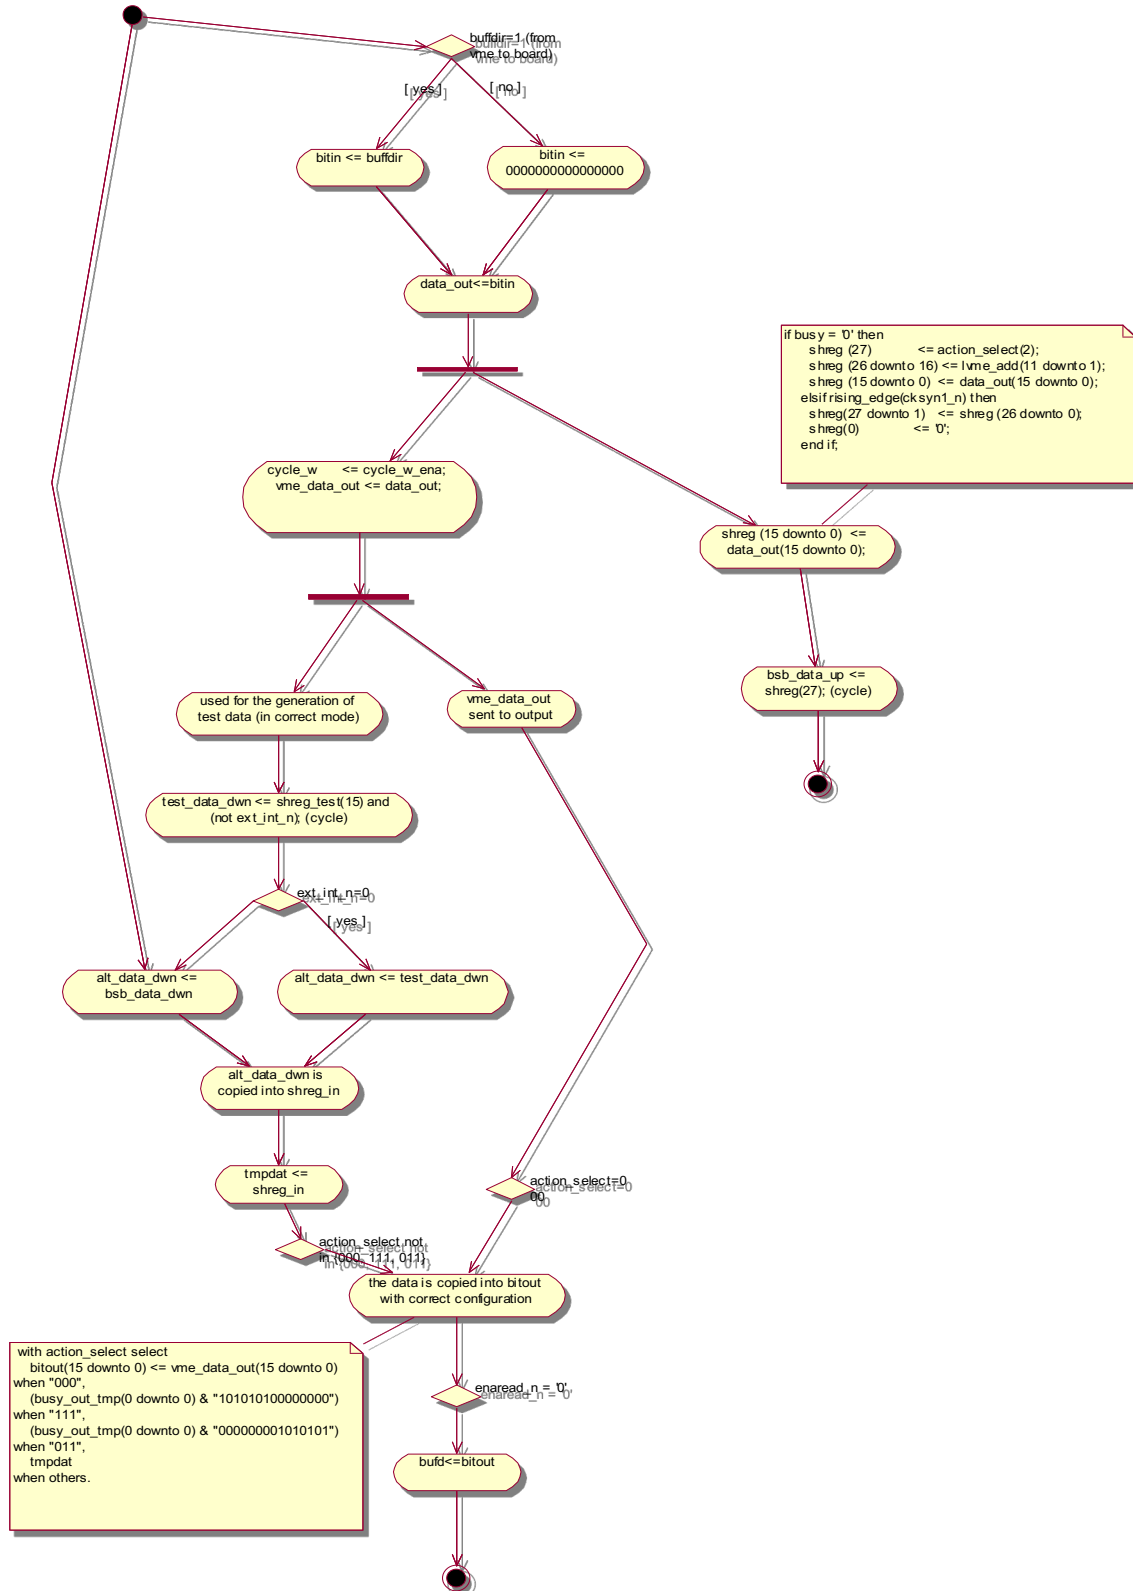 buffdir=1 (from
vme to board)
[ yes ]
[ no ]
bitin <= buffdir
bitin <=
0000000000000000
data_out<=bitin
if busy = '0' then
shreg (27) <= action_select(2);
shreg (26 downto 16) <= lvme_add(11 downto 1);
shreg (15 downto 0) <= data_out(15 downto 0);
elsif rising_edge(cksyn1_n) then
shreg(27 downto 1) <= shreg (26 downto 0);
shreg(0) <= '0';
end if;
cycle_w <= cycle_w_ena;
vme_data_out <= data_out;
shreg (15 downto 0) <=
data_out(15 downto 0);
bsb_data_up <=
shreg(27); (cycle)
used for the generation of
test data (in correct mode)
vme_data_out
sent to output
test_data_dwn <= shreg_test(15) and
(not ext_int_n); (cycle)
ext_int_n=0
[ yes ]
alt_data_dwn <=
bsb_data_dwn
alt_data_dwn <= test_data_dwn
alt_data_dwn is
copied into shreg_in
tmpdat <=
shreg_in
action_select=0
00
action_select not
in {000, 111, 011}
the data is copied into bitout
with correct configuration
with action_select select
bitout(15 downto 0) <= vme_data_out(15 downto 0)
when "000",
(busy_out_tmp(0 downto 0) & "101010100000000")
when "111",
(busy_out_tmp(0 downto 0) & "000000001010101")
when "011",
tmpdat
when others.
enaread_n = '0'
bufd<=bitout